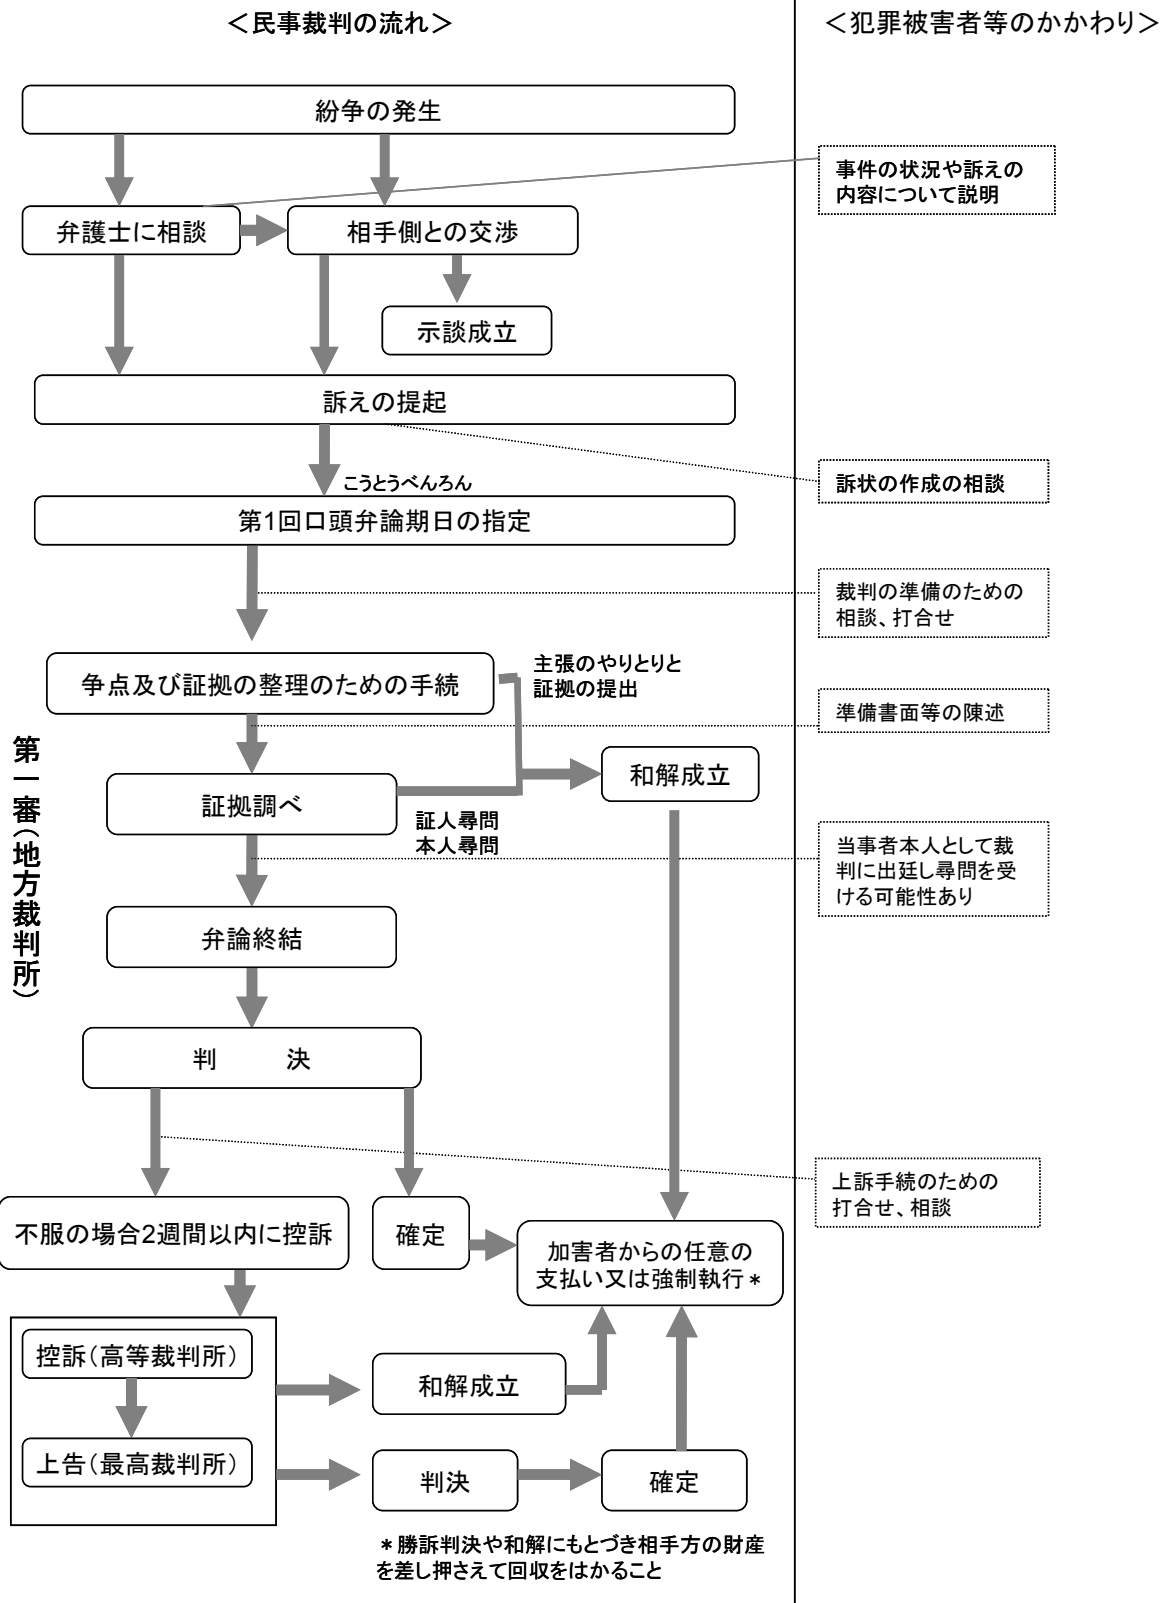 ＜民事裁判の流れ＞
＜犯罪被害者等のかかわり＞
紛争の発生
事件の状況や訴えの
内容について説明
弁護士に相談
相手側との交渉
示談成立
訴えの提起
訴状の作成の相談
こうとうべんろん
第1回口頭弁論期日の指定
裁判の準備のための
相談、打合せ
争点及び証拠の整理のための手続
主張のやりとりと
証拠の提出
準備書面等の陳述
第一審（地方裁判所）
証拠調べ
和解成立
証人尋問
本人尋問
当事者本人として裁
判に出廷し尋問を受
ける可能性あり
弁論終結
判　　決
上訴手続のための
打合せ、相談
不服の場合2週間以内に控訴
確定
加害者からの任意の
支払い又は強制執行＊
控訴（高等裁判所）
和解成立
上告（最高裁判所）
判決
確定
＊勝訴判決や和解にもとづき相手方の財産
を差し押さえて回収をはかること